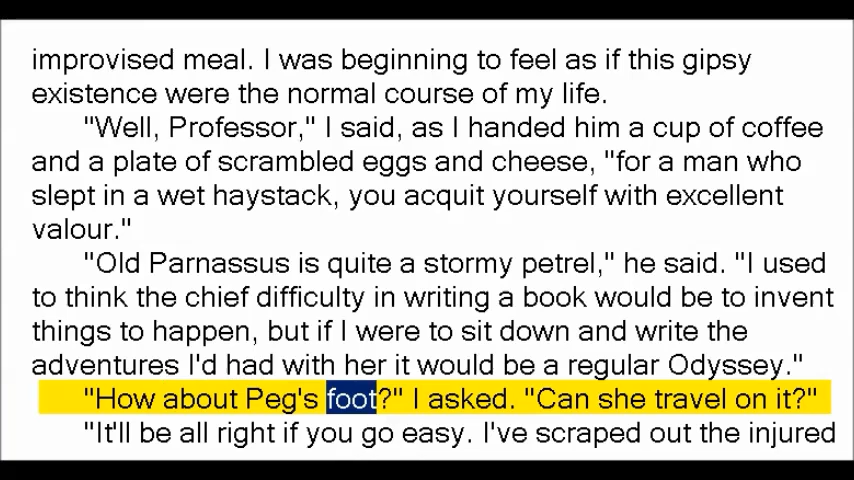 improvised meal. I was beginning to feel as if this gipsy
existence were the normal course of my life.
"Well, Professor," I said, as I handed him a cup of coffee
and a plate of scrambled eggs and cheese, "for a man who
slept in a wet haystack, you acquit yourself with excellent
valour."
"Old Parnassus is quite a stormy petrel," he said. "I used
to think the chief difficulty in writing a book would be to invent
things to happen, but if I were to sit down and write the
adventures I'd had with her it would be a regular Odyssey."
"How about Peg's foot?" I asked. "Can she travel on it?"
"It'll be all right if you go easy. I've scraped out the injured